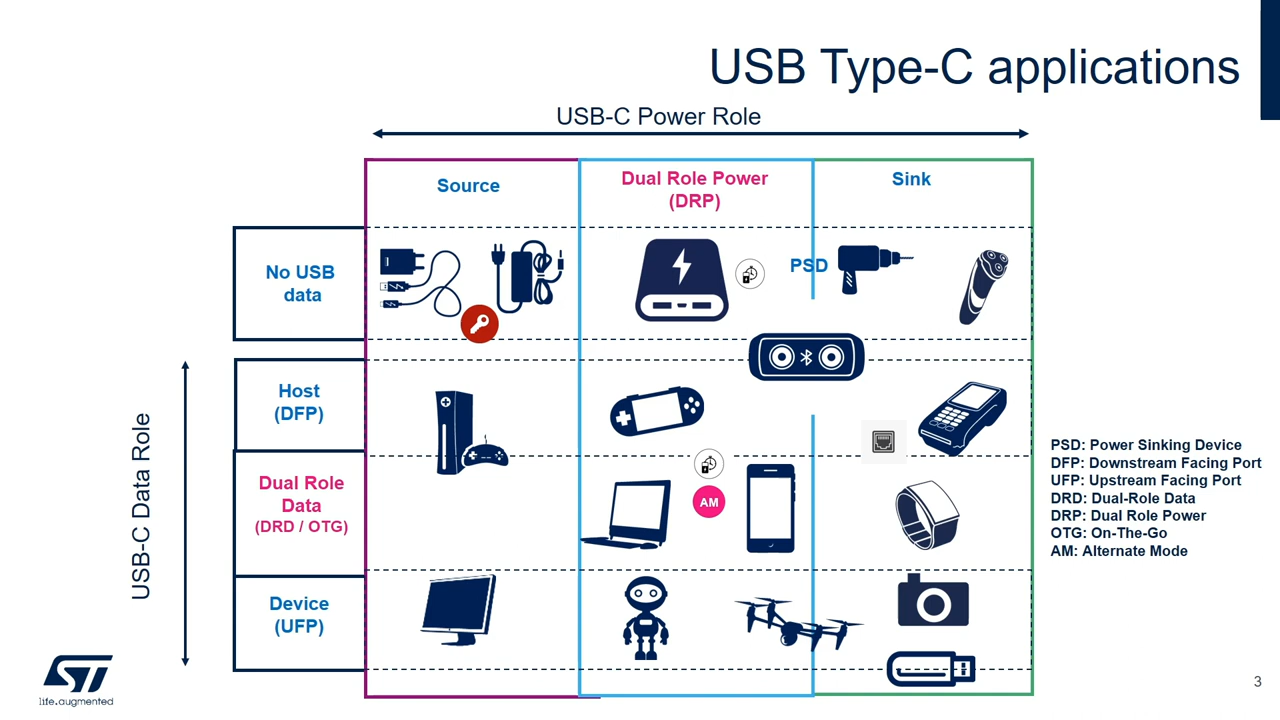 USB Type-C applications
USB-C Power Role
Source
Dual Role Power
(DRP)
Sink
No USB
data
PSD
Host
(DFP)
Dual Role
Data
(DRD / OTG)
AM
Device
(UFP)
USB-C Data Role
PSD: Power Sinking Device
DFP: Downstream Facing Port
UFP: Upstream Facing Port
DRD: Dual-Role Data
DRP: Dual Role Power
OTG: On-The-Go
AM: Alternate Mode
ST
life.augmented
3